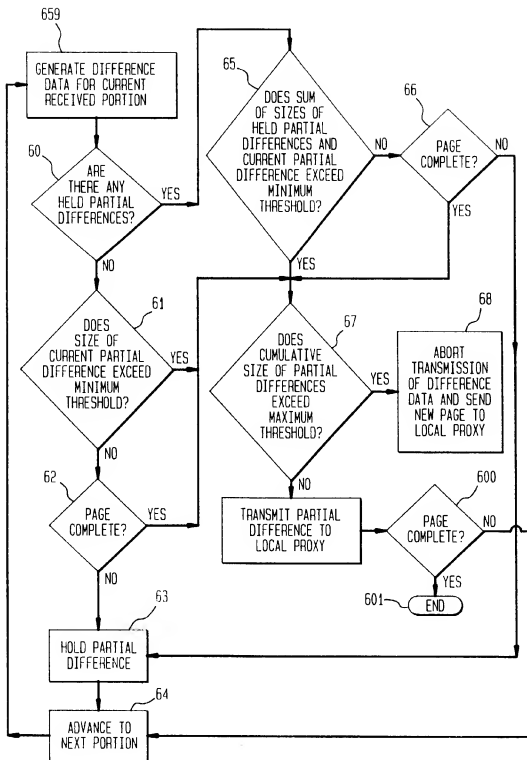 659
GENERATE DIFFERENCE
DATA FOR CURRENT
RECEIVED PORTION
60
ARE
THERE ANY
HELD PARTIAL
DIFFERENCES?
YES
NO
61
DOES
SIZE OF
CURRENT PARTIAL
DIFFERENCE EXCEED
MINIMUM
THRESHOLD?
YES
NO
62
PAGE
COMPLETE?
YES
NO
63
HOLD PARTIAL
DIFFERENCE
64
ADVANCE TO
NEXT PORTION
65
DOES SUM
OF SIZES OF
HELD PARTIAL
DIFFERENCES AND
CURRENT PARTIAL
DIFFERENCE EXCEED
MINIMUM
THRESHOLD?
NO
YES
66
PAGE
COMPLETE?
NO
YES
67
DOES
CUMULATIVE
SIZE OF PARTIAL
DIFFERENCES
EXCEED
MAXIMUM
THRESHOLD?
YES
NO
68
ABORT
TRANSMISSION
OF DIFFERENCE
DATA AND SEND
NEW PAGE TO
LOCAL PROXY
TRANSMIT PARTIAL
DIFFERENCE TO
LOCAL PROXY
600
PAGE
COMPLETE?
NO
YES
601
END